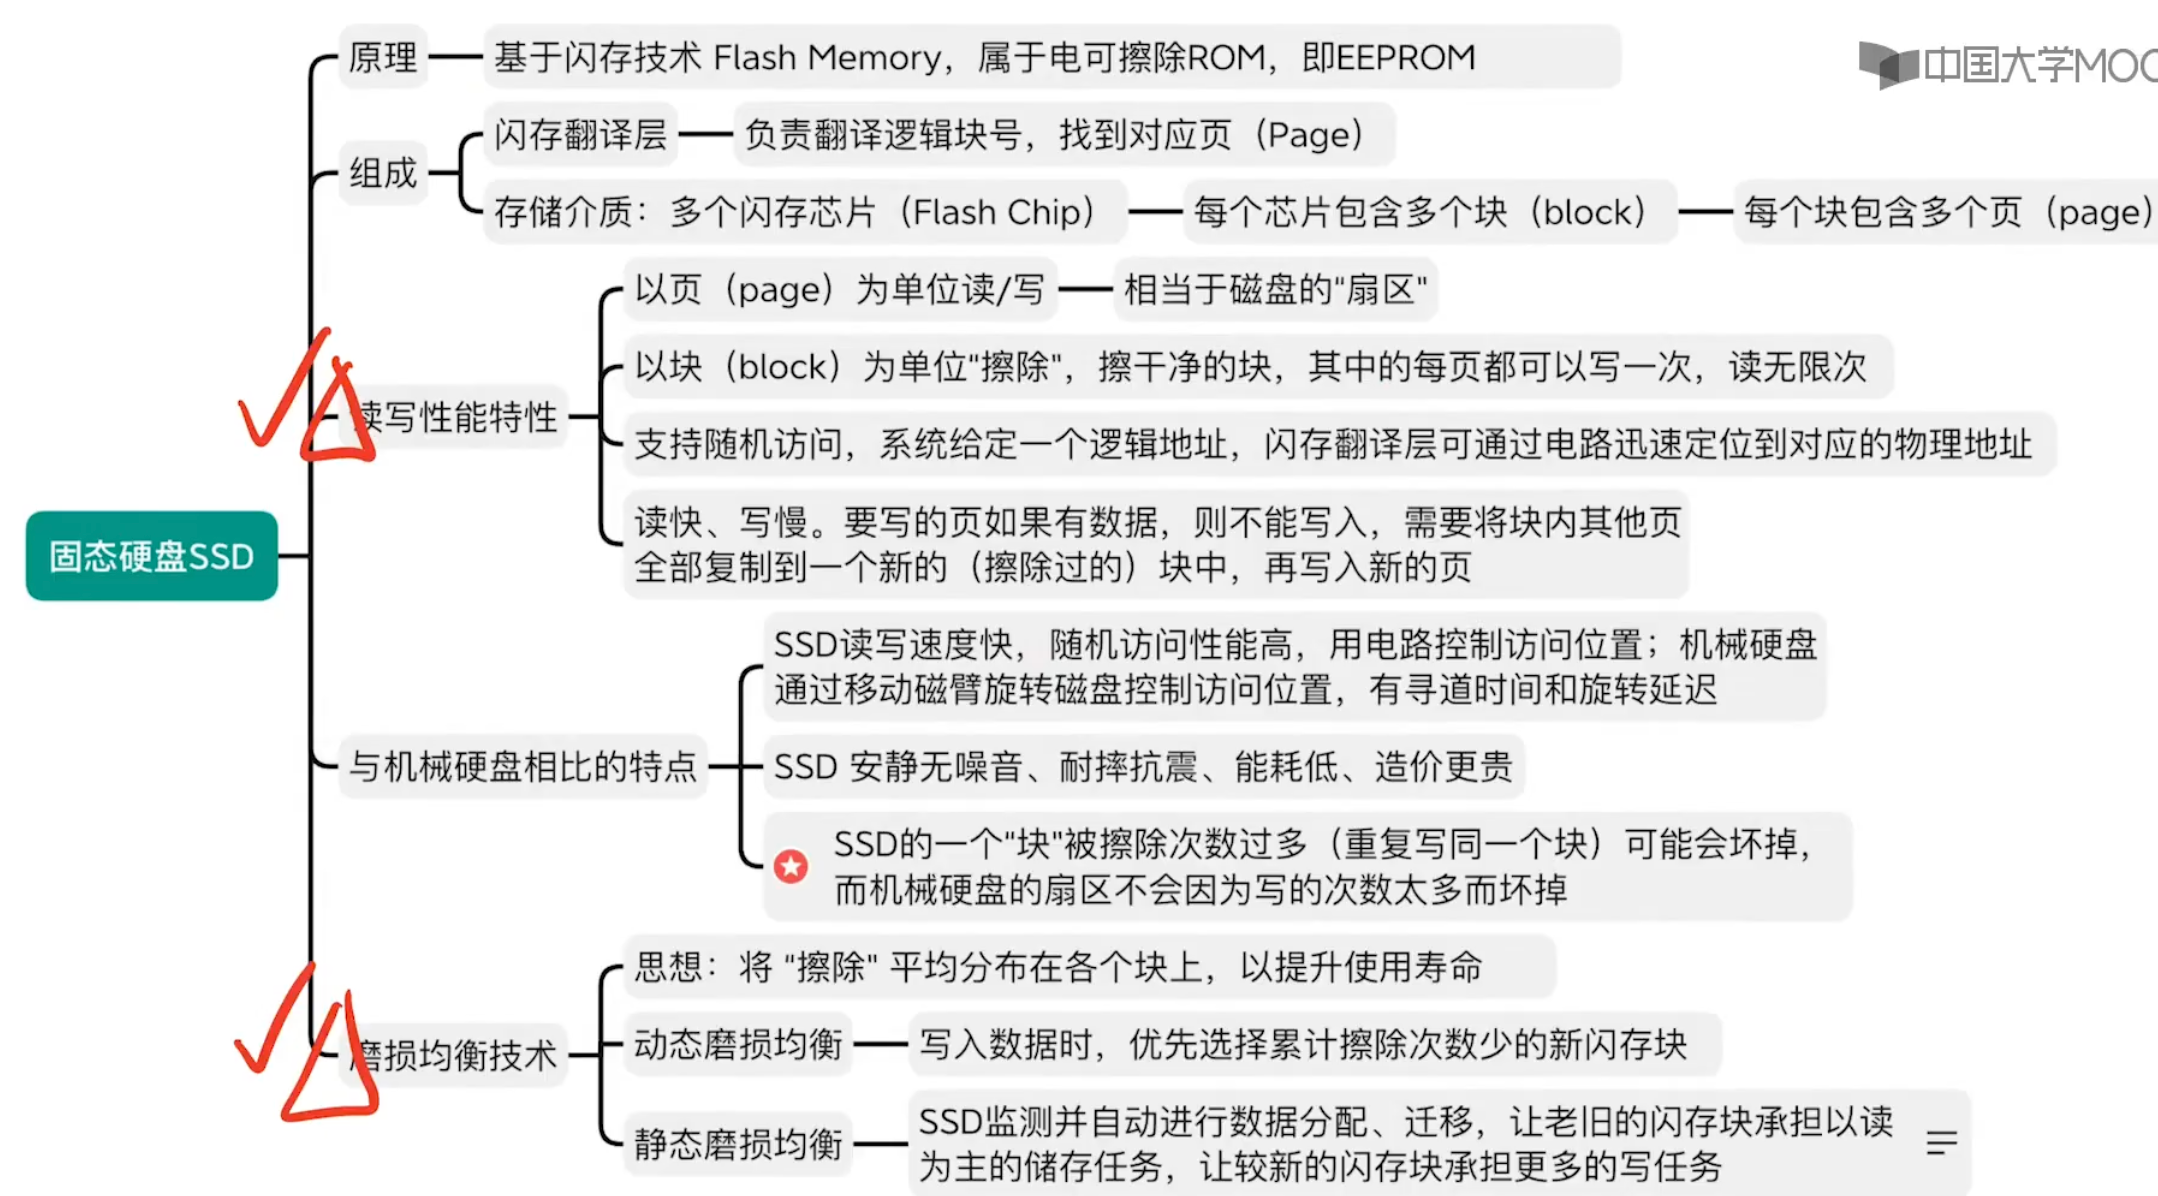 中国大学MOO
原理
基于闪存技术 Flash Memory，属于电可擦除ROM，即EEPROM
组成
闪存翻译层
负责翻译逻辑块号，找到对应页（Page）
存储介质：多个闪存芯片（Flash Chip）
每个芯片包含多个块（block）
每个块包含多个页（page）
读写性能特性
以页（page）为单位读/写
相当于磁盘的“扇区"
以块（block）为单位“擦除"，擦干净的块，其中的每页都可以写一次，读无限次
支持随机访问，系统给定一个逻辑地址，闪存翻译层可通过电路迅速定位到对应的物理地址
读快、写慢。要写的页如果有数据，则不能写入，需要将块内其他页
全部复制到一个新的（擦除过的）块中，再写入新的页
固态硬盘SSD
与机械硬盘相比的特点
SSD读写速度快，随机访问性能高，用电路控制访问位置；机械硬盘
通过移动磁臂旋转磁盘控制访问位置，有寻道时间和旋转延迟
SSD 安静无噪音、耐摔抗震、能耗低、造价更贵
SSD的一个"块"被擦除次数过多（重复写同一个块）可能会坏掉，
而机械硬盘的扇区不会因为写的次数太多而坏掉
磨损均衡技术
思想：将 “擦除" 平均分布在各个块上，以提升使用寿命
动态磨损均衡
写入数据时，优先选择累计擦除次数少的新闪存块
静态磨损均衡
SSD监测并自动进行数据分配、迁移，让老旧的闪存块承担以读
为主的储存任务，让较新的闪存块承担更多的写任务